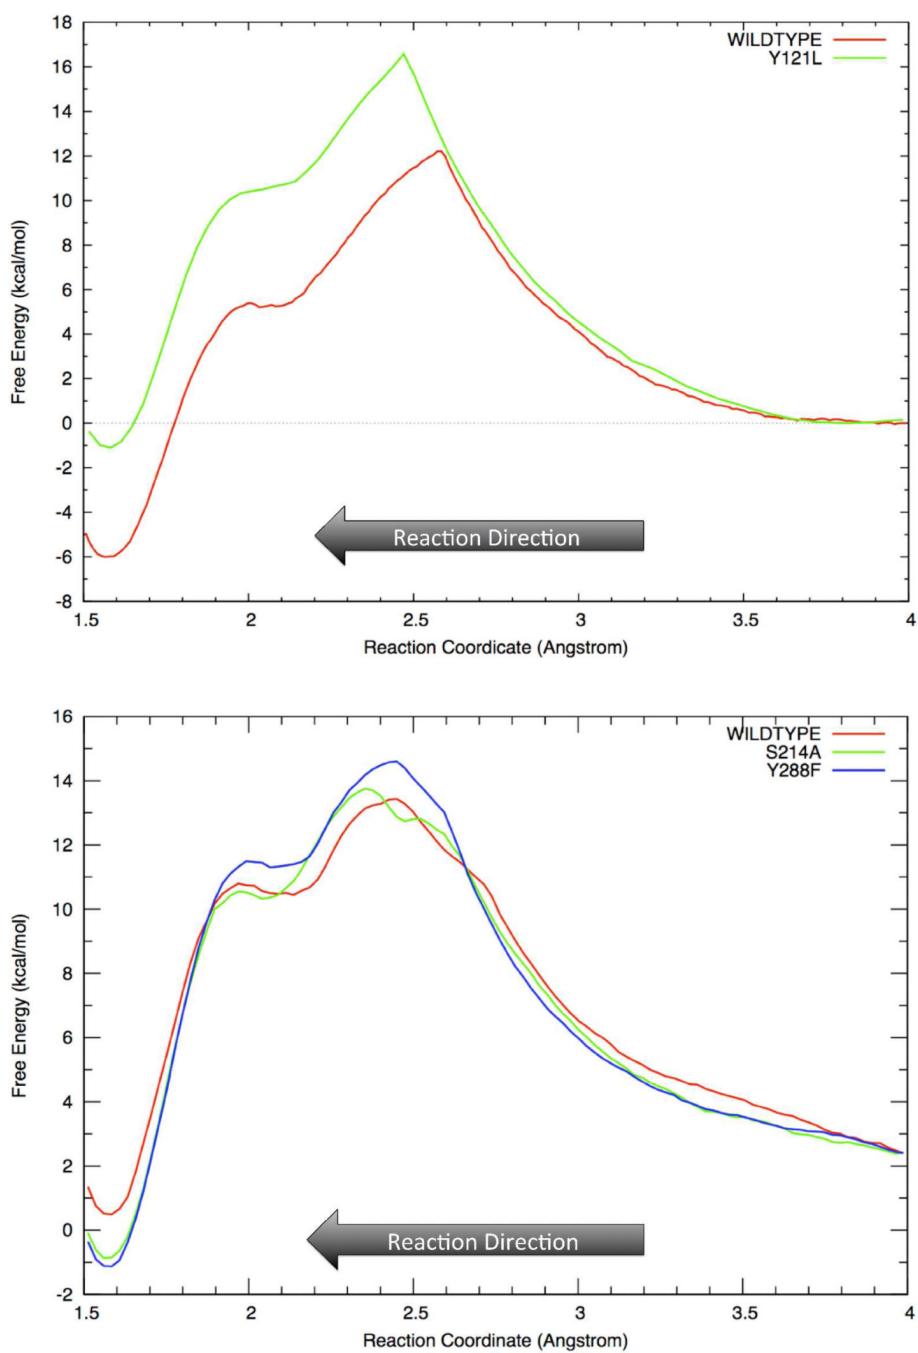 18
16
14
12
10
8
6
4
2
0
-2
-4
-6
-8
Free Energy (kcal/mol)
WILDTYPE
Y121L
Reaction Direction
1.5 2 2.5 3 3.5 4
Reaction Coordicate (Angstrom)
16
14
12
10
8
6
4
2
0
-2
Free Energy (kcal/mol)
WILDTYPE
S214A
Y288F
Reaction Direction
1.5 2 2.5 3 3.5 4
Reaction Coordinate (Angstrom)